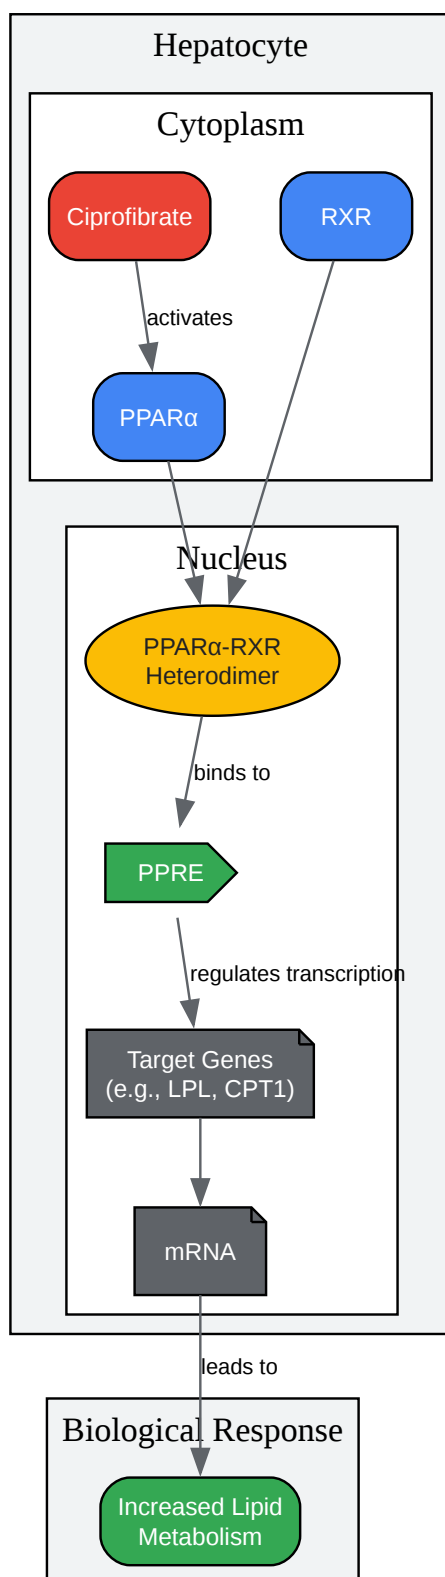 Hepatocyte
Cytoplasm
Ciprofibrate
RXR
activates
PPARα
Nucleus
PPARα-RXR
Heterodimer
binds to
PPRE
regulates transcription
Target Genes
(e.g., LPL, CPT1)
mRNA
leads to
Biological Response
Increased Lipid
Metabolism